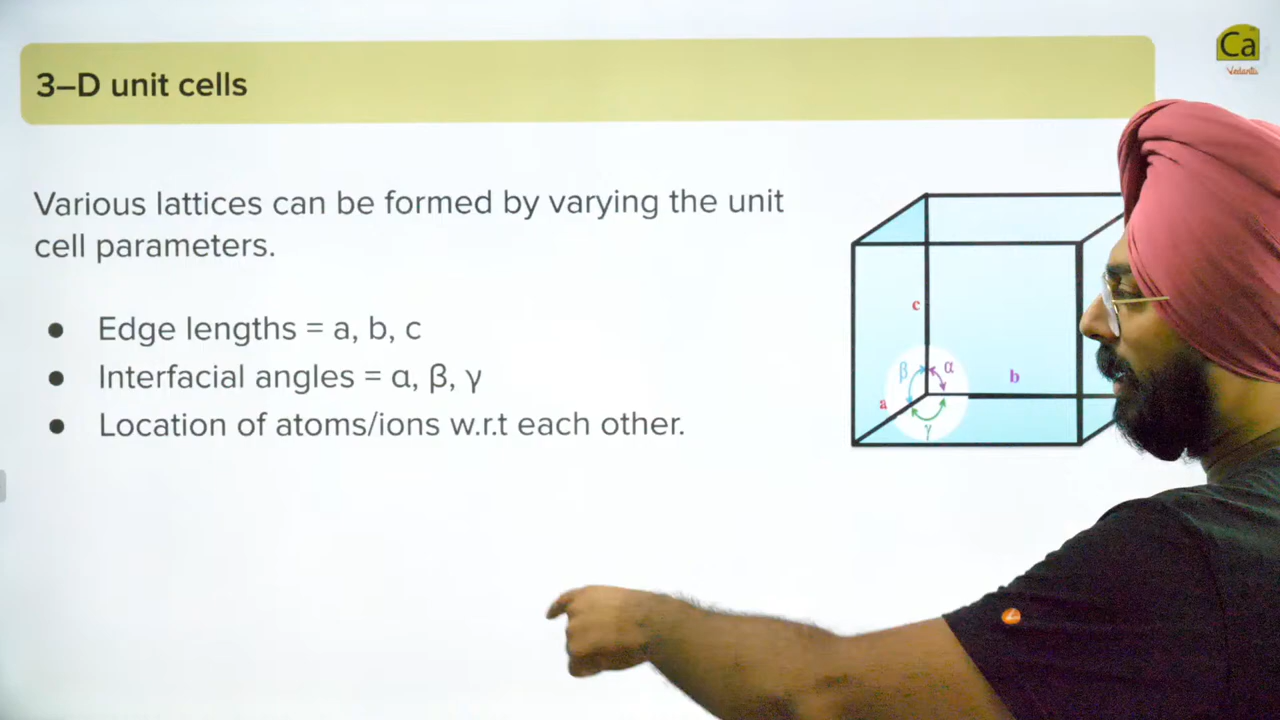 Ca
Vedantu
3–D unit cells
Various lattices can be formed by varying the unit
cell parameters.
● Edge lengths = a, b, c
● Interfacial angles = α, β, γ
● Location of atoms/ions w.r.t each other.
c
β
α
b
a
γ